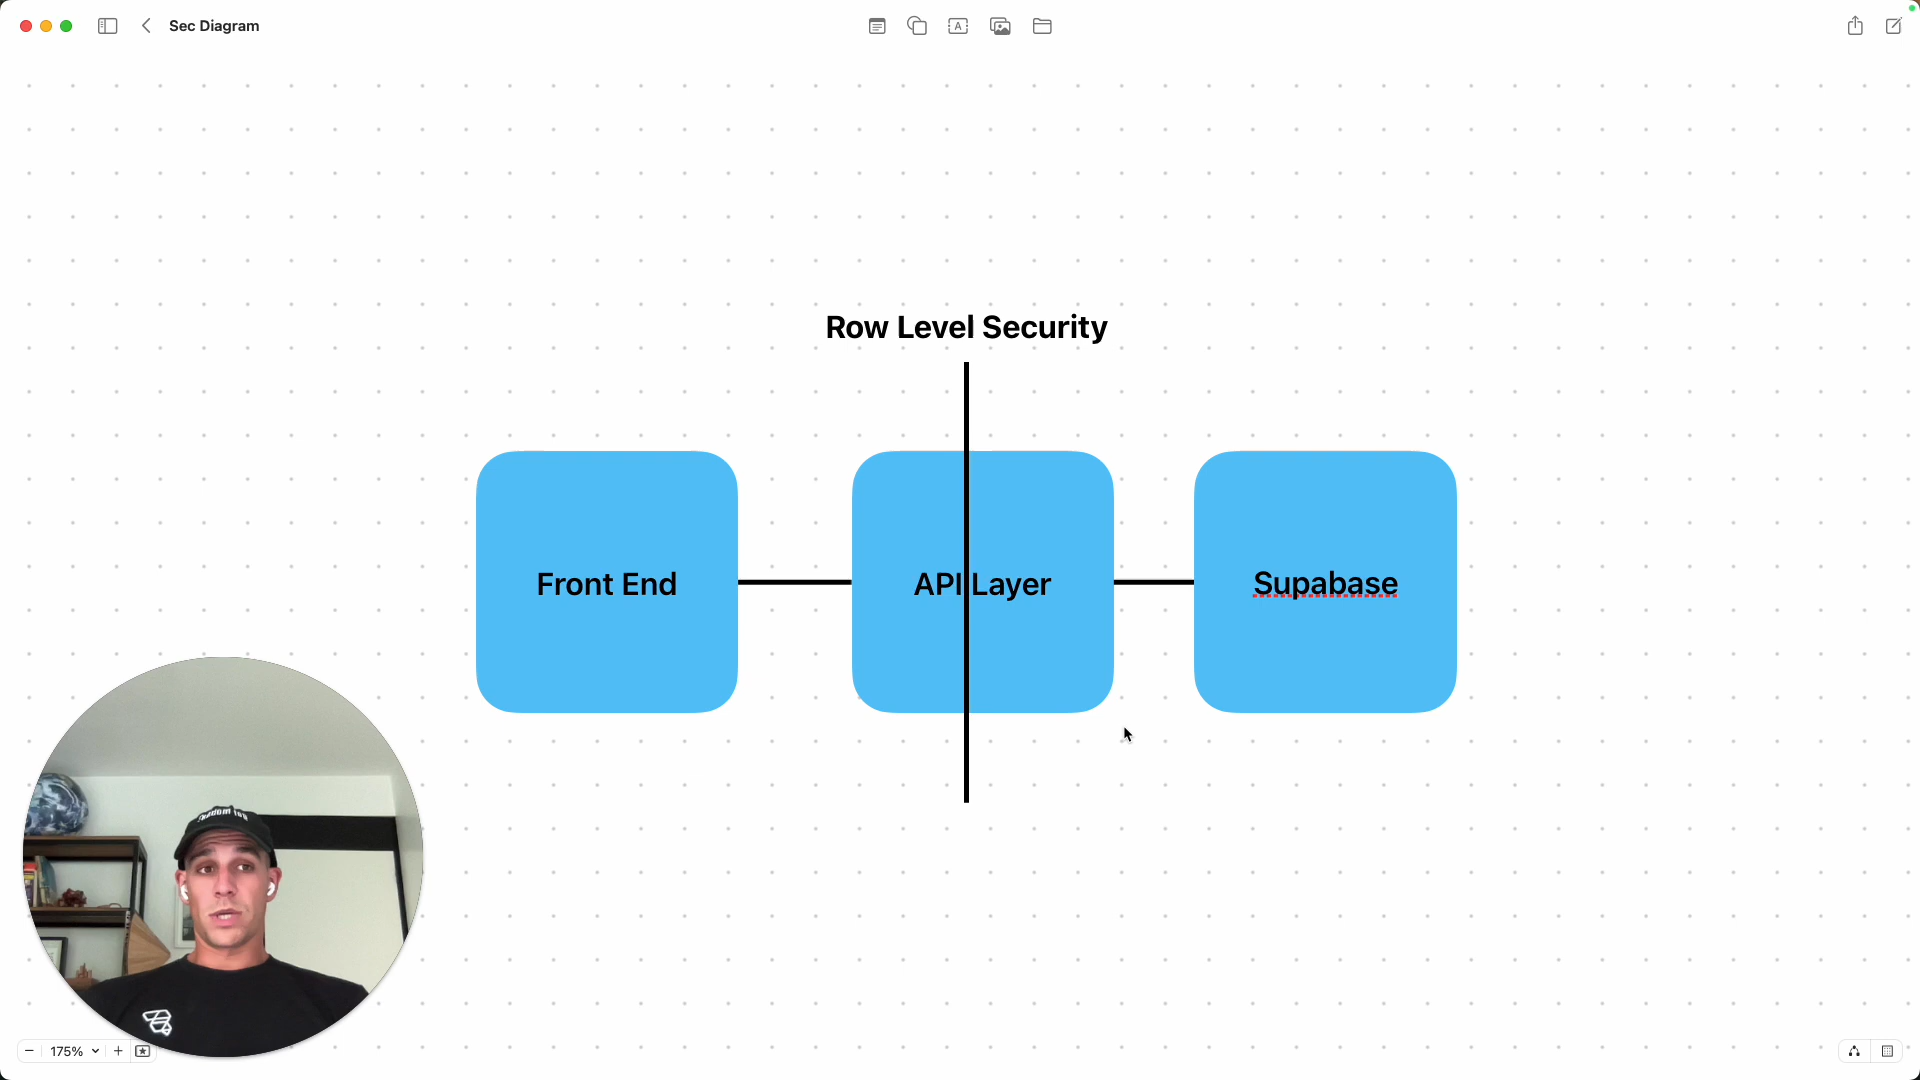 Sec Diagram
Row Level Security
Front End
API Layer
Supabase
175%